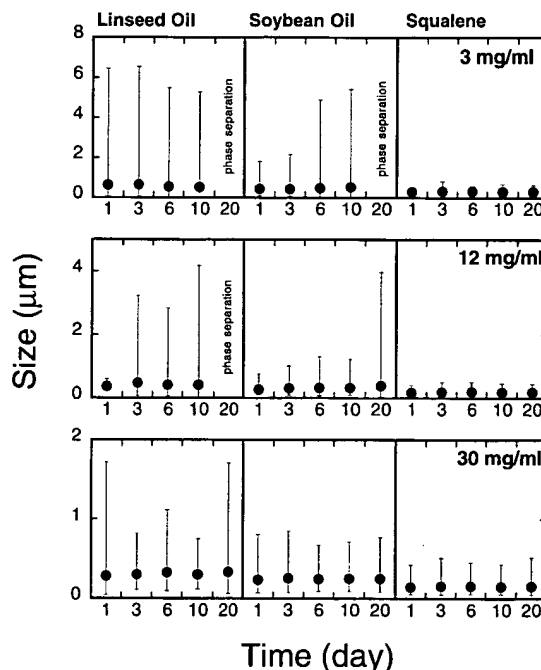 Linseed Oil Soybean Oil Squalene
8
6
4
2
0
phase separation
phase separation
3 mg/ml
1 3 6 10 20 1 3 6 10 20 1 3 6 10 20
4
2
0
phase separation
12 mg/ml
1 3 6 10 20 1 3 6 10 20 1 3 6 10 20
2
1
0
30 mg/ml
1 3 6 10 20 1 3 6 10 20 1 3 6 10 20
Size (μm)
Time (day)